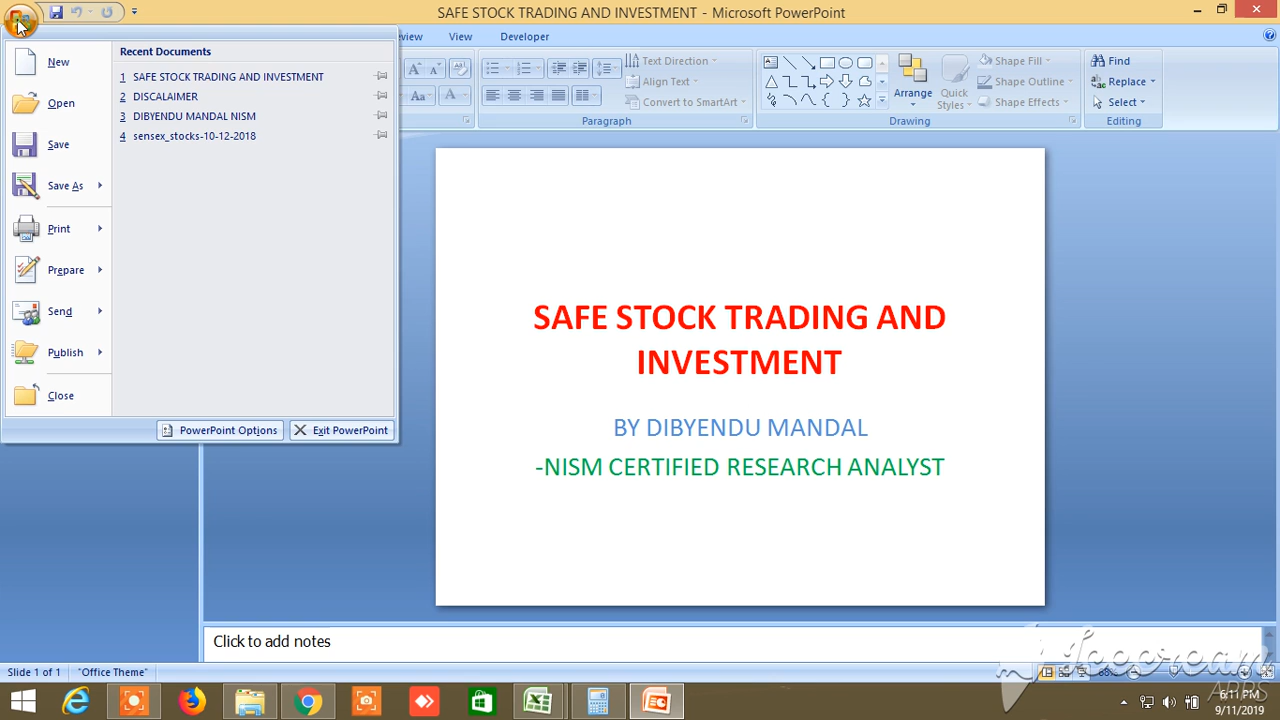 SAFE STOCK TRADING AND INVESTMENT - Microsoft PowerPoint
View
Developer
Recent Documents
1 SAFE STOCK TRADING AND INVESTMENT
2 DISCALAIMER
3 DIBYENDU MANDAL NISM
4 sensex_stocks-10-12-2018
New
Open
Save
Save As
Print
Prepare
Send
Publish
Close
PowerPoint Options
Exit PowerPoint
Text Direction
Align Text
Convert to SmartArt
Paragraph
Arrange
Quick
Styles
Shape Fill
Shape Outline
Shape Effects
Drawing
Find
Replace
Select
Editing
SAFE STOCK TRADING AND
INVESTMENT
BY DIBYENDU MANDAL
-NISM CERTIFIED RESEARCH ANALYST
Click to add notes
Slide 1 of 1
"Office Theme"
6:11 PM
9/11/2019
APPS